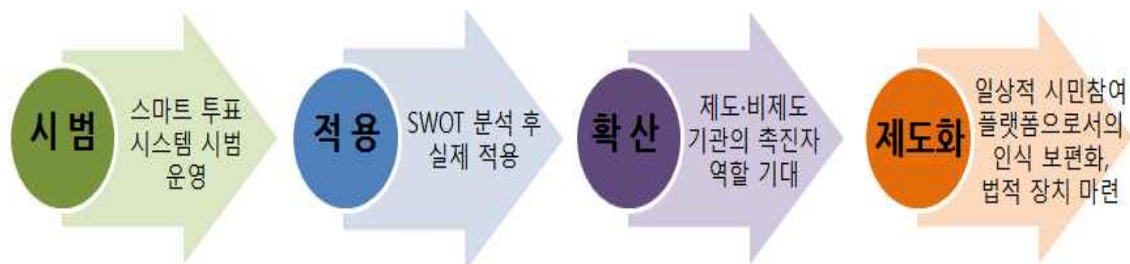 시 범
스마트 투표
시스템 시범
운영
적 용
SWOT 분석 후
실제 적용
확 산
제도·비제도
기관의 촉진자
역할 기대
제도화
일상적 시민참여
플랫폼으로서의
인식 보편화,
법적 장치 마련